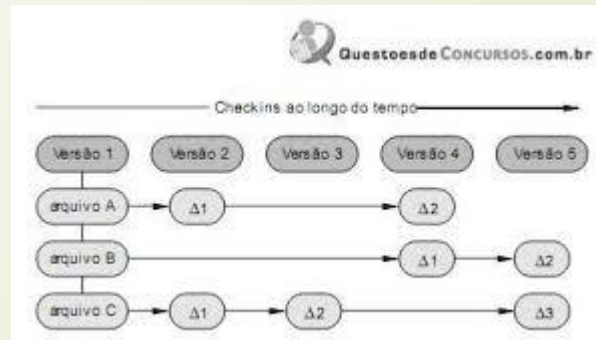 QuestoesdeConcursos.com.br
Checkins ao longo do tempo
Versão 1 Versão 2 Versão 3 Versão 4 Versão 5
arquivo A Δ1 Δ2
arquivo B Δ1 Δ2
arquivo C Δ1 Δ2 Δ3